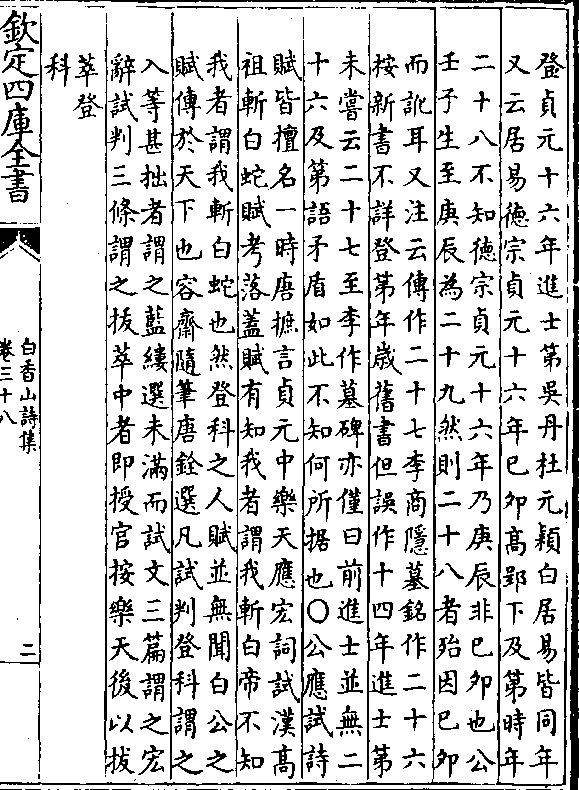 登貞元十六年進士第吳丹杜元穎白居易皆同年
又云居易德宗貞元十六年已夘髙郢下及第時年
二十八不知德宗貞元十六年乃庚辰非已夘也公
壬子生至庚辰為二十九然則二十八者殆因已夘
而訛耳又注云傳作二十七李商隱墓銘作二十六
按新書不詳登第年歲舊書但誤作十四年進士第
未嘗云二十七至李作墓碑亦僅曰前進士並無二
十六及第語矛盾如此不知何所据也〇公應試詩
賦皆擅名一時唐摭言貞元中樂天應宏詞試漢髙
祖斬白蛇賦考落蓋賦有知我者謂我斬白帝不知
我者謂我斬白蛇也然登科之人賦並無聞白公之
賦傳於天下也容齋隨筆唐銓選凡試判登科謂之
入等甚拙者謂之藍縷選未滿而試文三篇謂之宏
辭試判三條謂之拔萃中者即授官按樂天後以拔
萃登
科
欽定四庫全書
白香山詩集
卷三十八
二